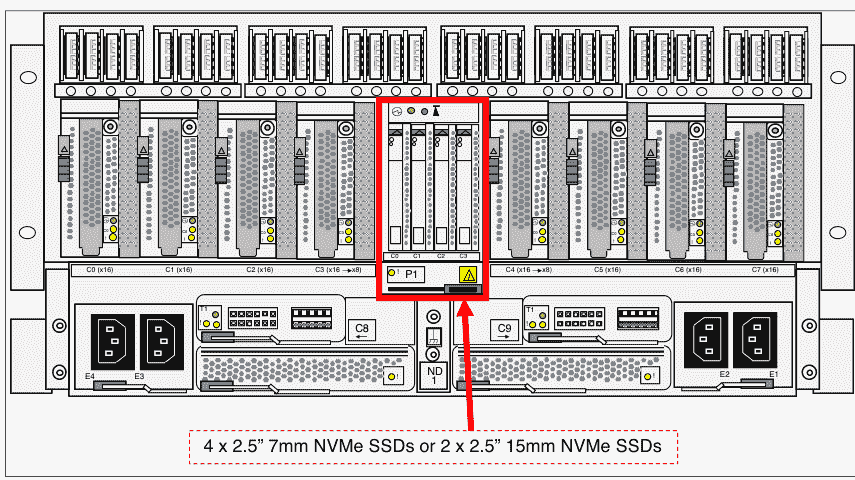 C0 C1 C2 C3
P1
C0 (x16) C1 (x16) C2 (x16) C3 (x16 →x8) C4 (x16 →x8) C5 (x16) C6 (x16) C7 (x16)
T1 T1
C8 C9
←  →
ND
1
E4 E3 E2 E1
4 x 2.5” 7mm NVMe SSDs or 2 x 2.5” 15mm NVMe SSDs